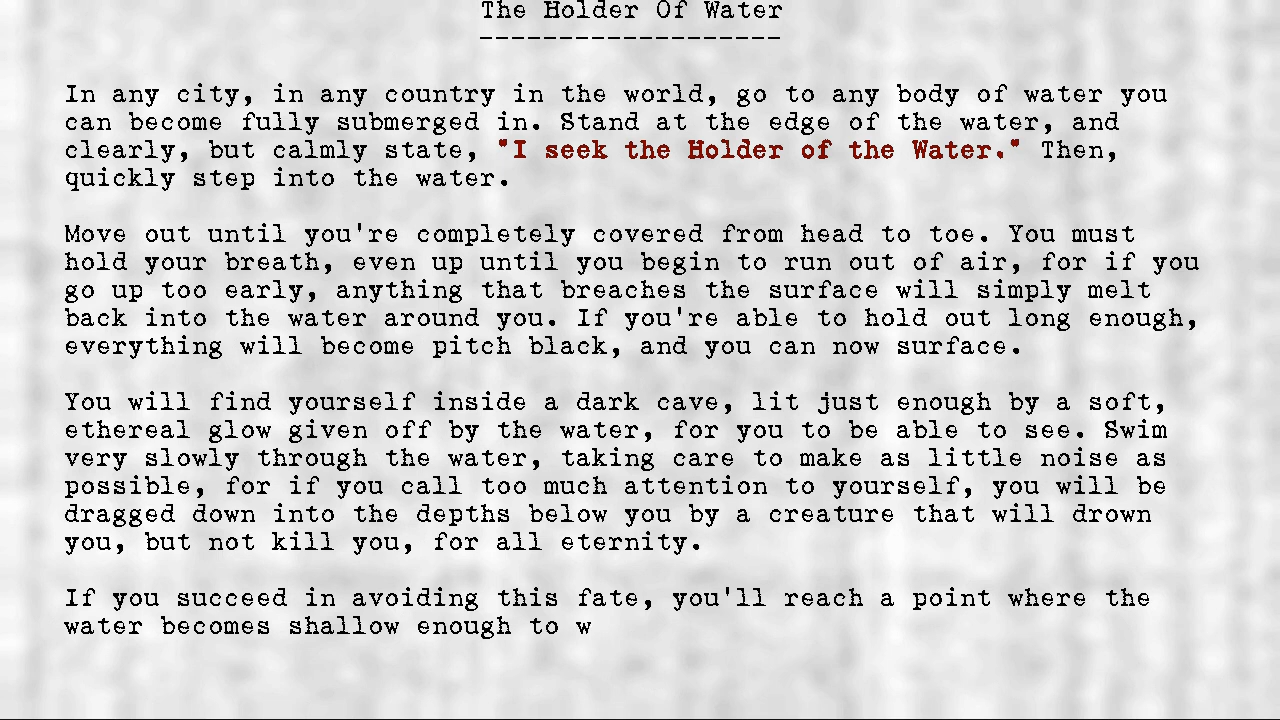 The Holder Of Water
-------------------
In any city, in any country in the world, go to any body of water you
can become fully submerged in. Stand at the edge of the water, and
clearly, but calmly state, "I seek the Holder of the Water." Then,
quickly step into the water.
Move out until you're completely covered from head to toe. You must
hold your breath, even up until you begin to run out of air, for if you
go up too early, anything that breaches the surface will simply melt
back into the water around you. If you're able to hold out long enough,
everything will become pitch black, and you can now surface.
You will find yourself inside a dark cave, lit just enough by a soft,
ethereal glow given off by the water, for you to be able to see. Swim
very slowly through the water, taking care to make as little noise as
possible, for if you call too much attention to yourself, you will be
dragged down into the depths below you by a creature that will drown
you, but not kill you, for all eternity.
If you succeed in avoiding this fate, you'll reach a point where the
water becomes shallow enough to w